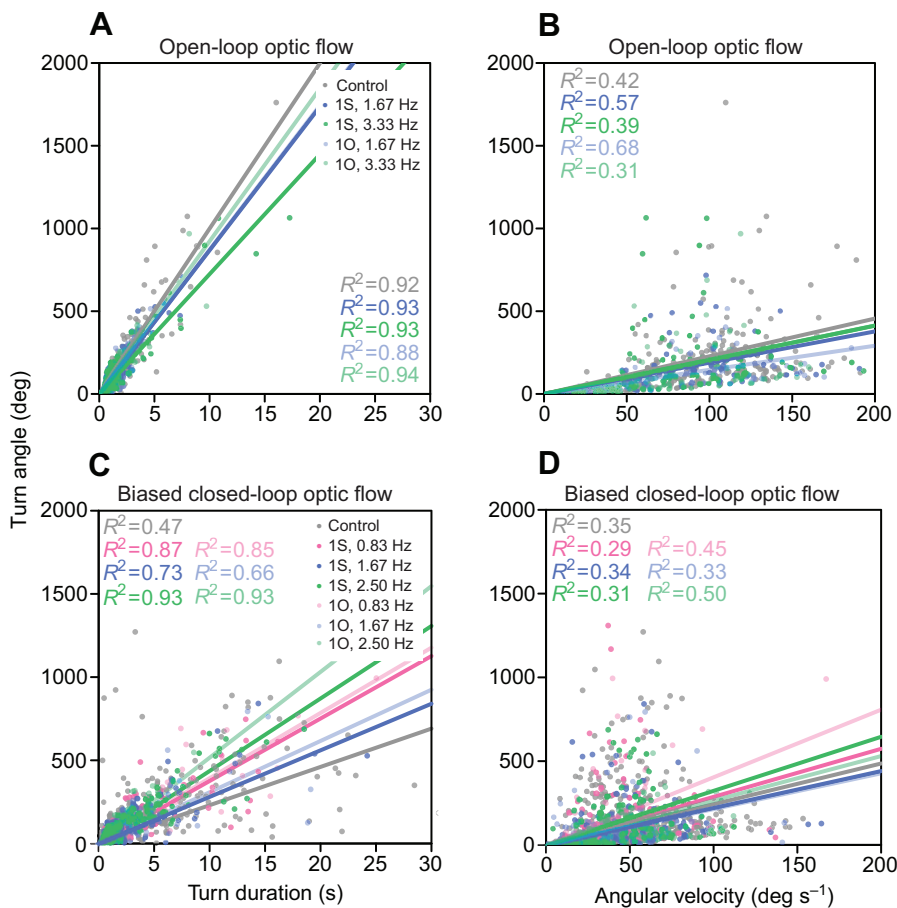 A
Open-loop optic flow
2000
1500
1000
500
0
0 5 10 15 20 25 30
Control
1S, 1.67 Hz
1S, 3.33 Hz
1O, 1.67 Hz
1O, 3.33 Hz
R²=0.92
R²=0.93
R²=0.93
R²=0.88
R²=0.94
B
Open-loop optic flow
2000
1500
1000
500
0
0 50 100 150 200
R²=0.42
R²=0.57
R²=0.39
R²=0.68
R²=0.31
Turn angle (deg)
C
Biased closed-loop optic flow
2000
1500
1000
500
0
0 5 10 15 20 25 30
Turn duration (s)
R²=0.47
R²=0.87 R²=0.85
R²=0.73 R²=0.66
R²=0.93 R²=0.93
Control
1S, 0.83 Hz
1S, 1.67 Hz
1S, 2.50 Hz
1O, 0.83 Hz
1O, 1.67 Hz
1O, 2.50 Hz
D
Biased closed-loop optic flow
2000
1500
1000
500
0
0 50 100 150 200
Angular velocity (deg s⁻¹)
R²=0.35
R²=0.29 R²=0.45
R²=0.34 R²=0.33
R²=0.31 R²=0.50